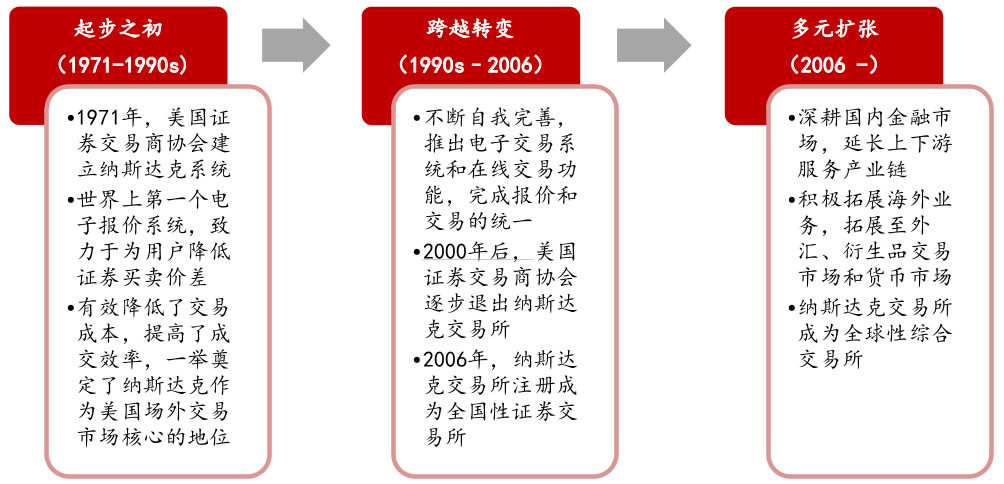 起步之初
（1971-1990s）
•1971年，美国证
券交易商协会建
立纳斯达克系统
•世界上第一个电
子报价系统，致
力于为用户降低
证券买卖价差
•有效降低了交易
成本，提高了成
交效率，一举奠
定了纳斯达克作
为美国场外交易
市场核心的地位
跨越转变
（1990s - 2006）
•不断自我完善，
推出电子交易系
统和在线交易功
能，完成报价和
交易的统一
•2000年后，美国
证券交易商协会
逐步退出纳斯达
克交易所
•2006年，纳斯达
克交易所注册成
为全国性证券交
易所
多元扩张
（2006 -）
•深耕国内金融市
场，延长上下游
服务产业链
•积极拓展海外业
务，拓展至外
汇、衍生品交易
市场和货币市场
•纳斯达克交易所
成为全球性综合
交易所